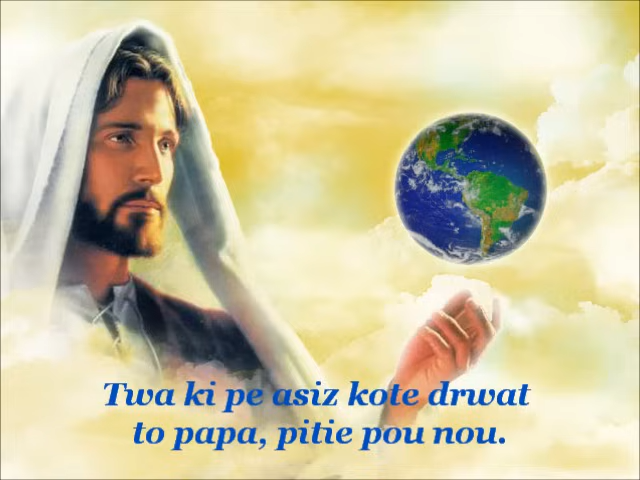 Twa ki pe asiz kote drwat
to papa, pitie pou nou.